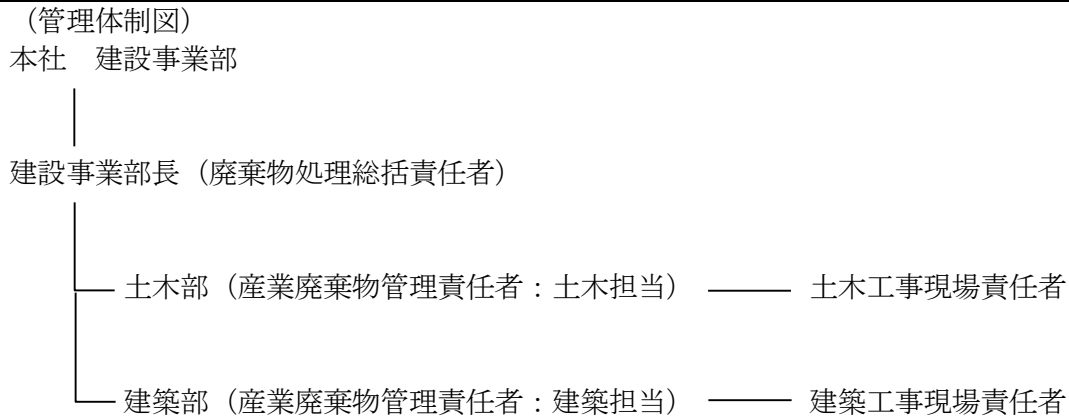 （管理体制図）
本社　建設事業部
建設事業部長（廃棄物処理総括責任者）
土木部（産業廃棄物管理責任者：土木担当）　土木工事現場責任者
建築部（産業廃棄物管理責任者：建築担当）　建築工事現場責任者